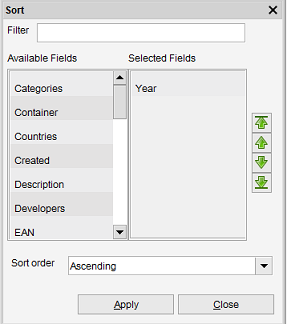 Sort
Filter
Available Fields
Selected Fields
Categories
Container
Countries
Created
Description
Developers
EAN
Year
Sort order
Ascending
Apply
Close